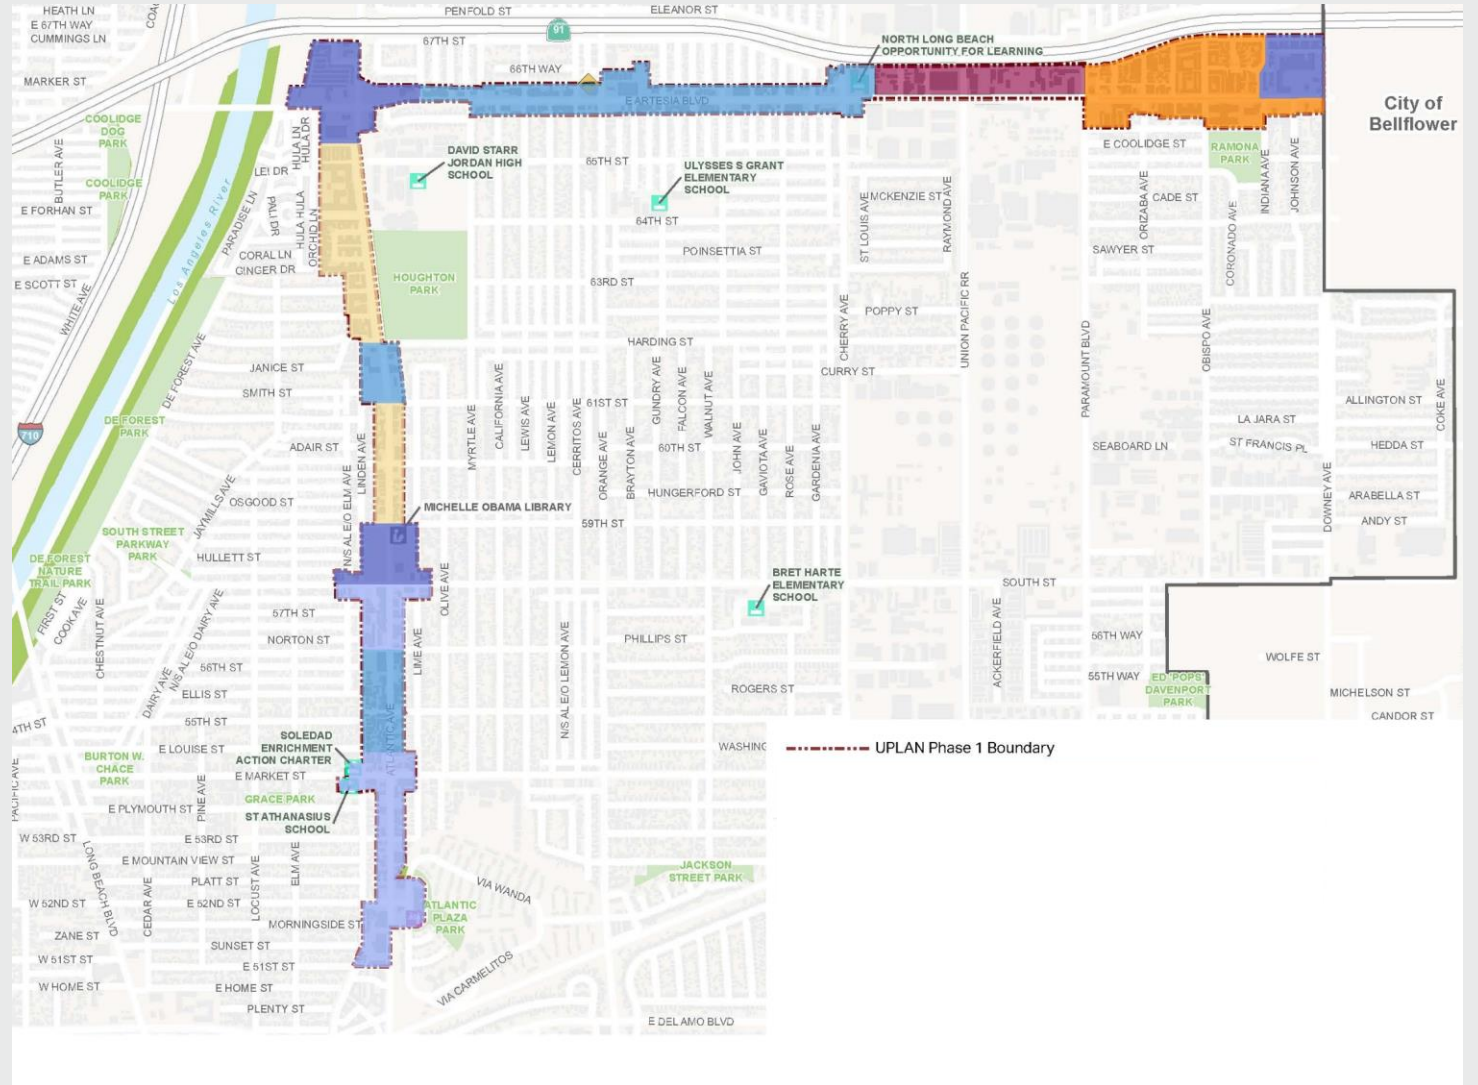 HEATH LN
E 67TH WAY
CUMMINGS LN
MARKER ST
COOLIDGE
DOG
PARK
COOLIDGE
PARK
BUTLER AVE
E FORHAN ST
E ADAMS ST
E SCOTT ST
WHITE AVE
Los Angeles River
PARADISE LN
LEI DR
PALI DR
HULA LN
HULA DR
HULA HULA
ORCHID LN
CORAL LN
GINGER DR
PENFOLD ST
ELEANOR ST
91
67TH ST
66TH WAY
E ARTESIA BLVD
NORTH LONG BEACH
OPPORTUNITY FOR LEARNING
City of
Bellflower
DAVID STARR
JORDAN HIGH
SCHOOL
65TH ST
ULYSSES S GRANT
ELEMENTARY
SCHOOL
64TH ST
POINSETTIA ST
63RD ST
HARDING ST
HOUGHTON
PARK
ST LOUIS AVE
MCKENZIE ST
RAYMOND AVE
E COOLIDGE ST
RAMONA
PARK
INDIANA AVE
JOHNSON AVE
ORIZABA AVE
CADE ST
CORONADO AVE
SAWYER ST
CHERRY AVE
POPPY ST
UNION PACIFIC RR
CURRY ST
PARAMOUNT BLVD
OBISPO AVE
ALLINGTON ST
COKE AVE
LA JARA ST
ST FRANCIS PL
HEDDA ST
SEABOARD LN
ARABELLA ST
ANDY ST
DOWNEY AVE
DE FOREST AVE
JANICE ST
SMITH ST
DE FOREST
PARK
710
ADAIR ST
LINDEN AVE
N/S AL E/O ELM AVE
OSGOOD ST
JAYMILLS AVE
SOUTH STREET
PARKWAY
PARK
HULLETT ST
DE FOREST
NATURE
TRAIL PARK
MYRTLE AVE
CALIFORNIA AVE
LEWIS AVE
LEMON AVE
CERRITOS AVE
ORANGE AVE
BRAYTON AVE
GUNDRY AVE
FALCON AVE
WALNUT AVE
JOHN AVE
GAVIOTA AVE
ROSE AVE
GARDENIA AVE
61ST ST
60TH ST
HUNGERFORD ST
59TH ST
MICHELLE OBAMA LIBRARY
OLIVE AVE
BRET HARTE
ELEMENTARY
SCHOOL
SOUTH ST
ACKERFIELD AVE
56TH WAY
55TH WAY
ED 'POPS'
DAVENPORT
PARK
WOLFE ST
MICHELSON ST
CANDOR ST
FIRST ST
COOK AVE
CHESTNUT AVE
N/S AL E/O DAIRY AVE
DAIRY AVE
57TH ST
NORTON ST
56TH ST
ELLIS ST
55TH ST
E LOUISE ST
LIME AVE
N/S AL E/O LEMON AVE
PHILLIPS ST
ROGERS ST
WASHINC
4TH ST
PACIFIC AVE
BURTON W.
CHACE
PARK
SOLEDAD
ENRICHMENT
ACTION CHARTER
E MARKET ST
GRACE PARK
ST ATHANASIUS
SCHOOL
ATLANTIC AVE
PINE AVE
E PLYMOUTH ST
W 53RD ST
E 53RD ST
E MOUNTAIN VIEW ST
PLATT ST
W 52ND ST
E 52ND ST
LONG BEACH BLVD
CEDAR AVE
LOCUST AVE
ELM AVE
MORNINGSIDE ST
ZANE ST
SUNSET ST
W 51ST ST
E 51ST ST
W HOME ST
E HOME ST
PLENTY ST
VIA WANDA
ATLANTIC
PLAZA
PARK
VIA CARMELITOS
JACKSON
STREET PARK
E DEL AMO BLVD
UPLAN Phase 1 Boundary